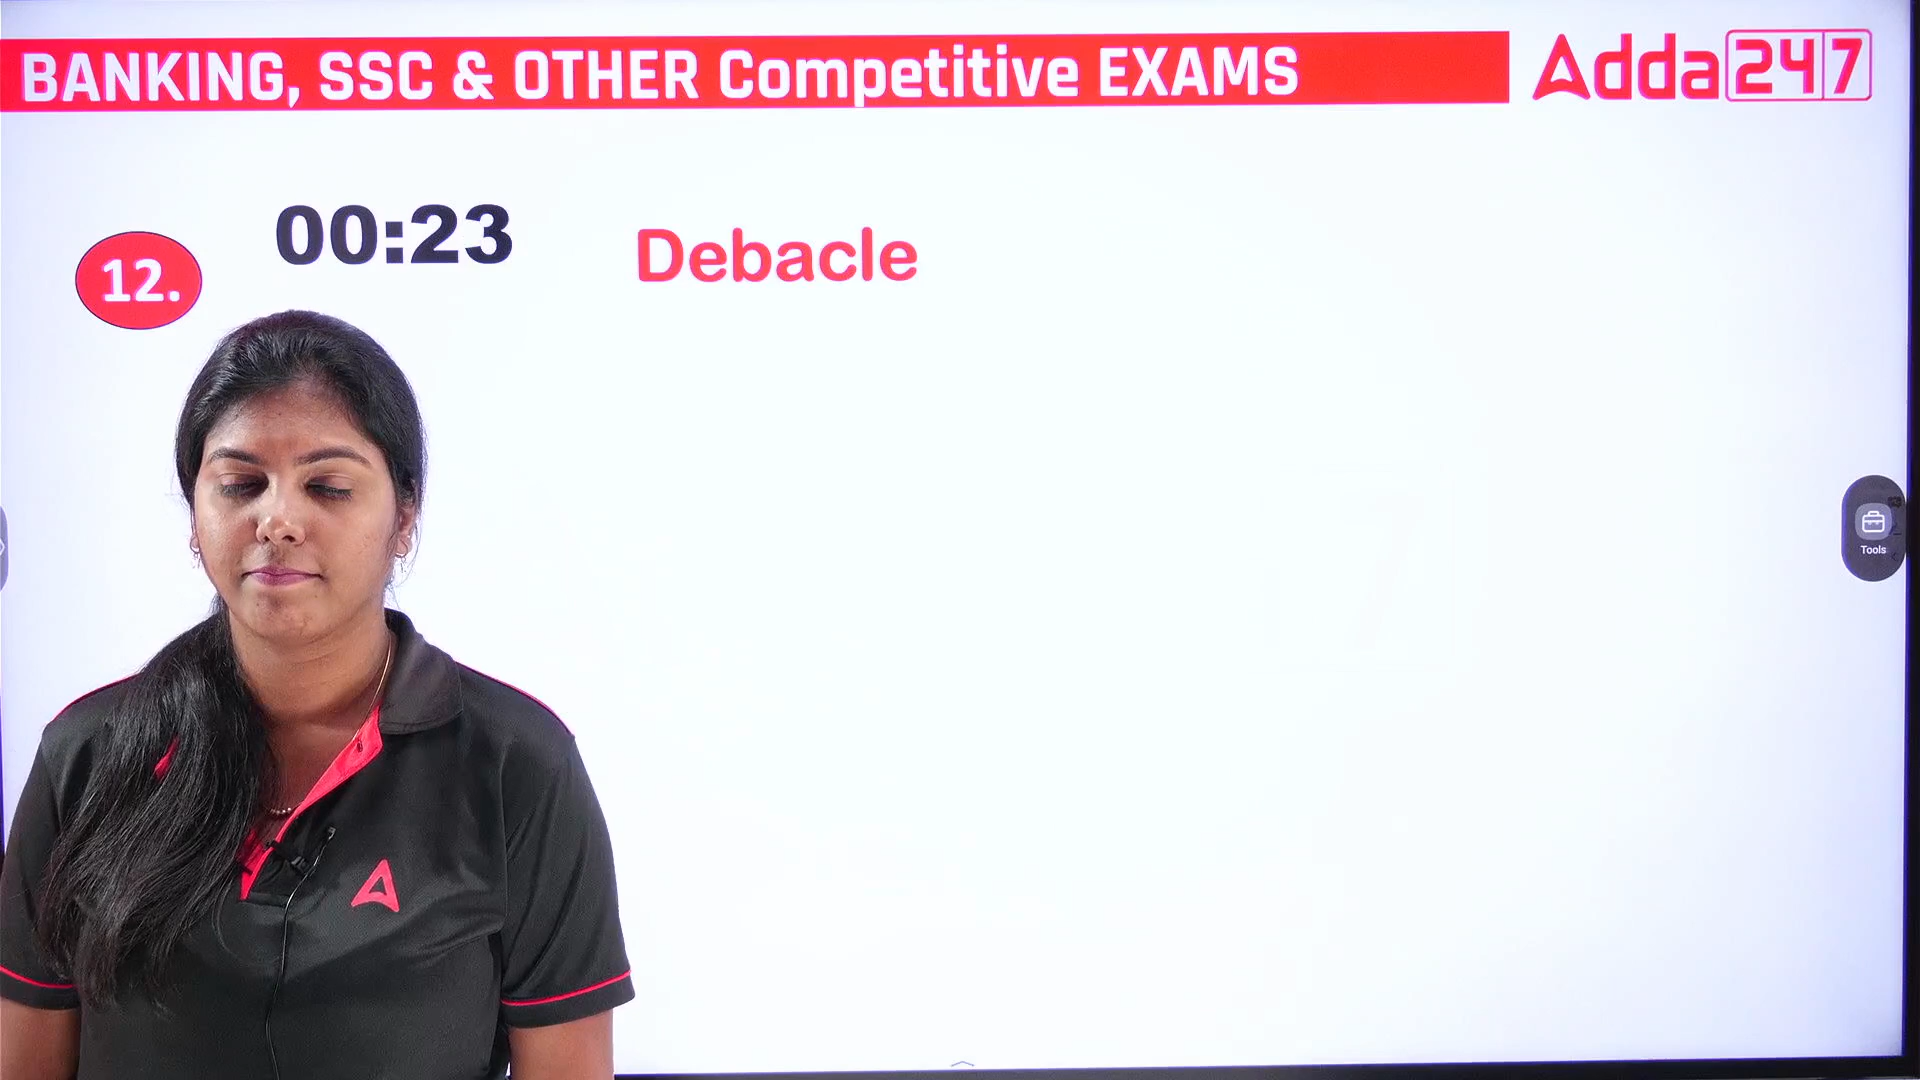 BANKING, SSC & OTHER Competitive EXAMS
Adda247
00:23
12.
Debacle
Tools